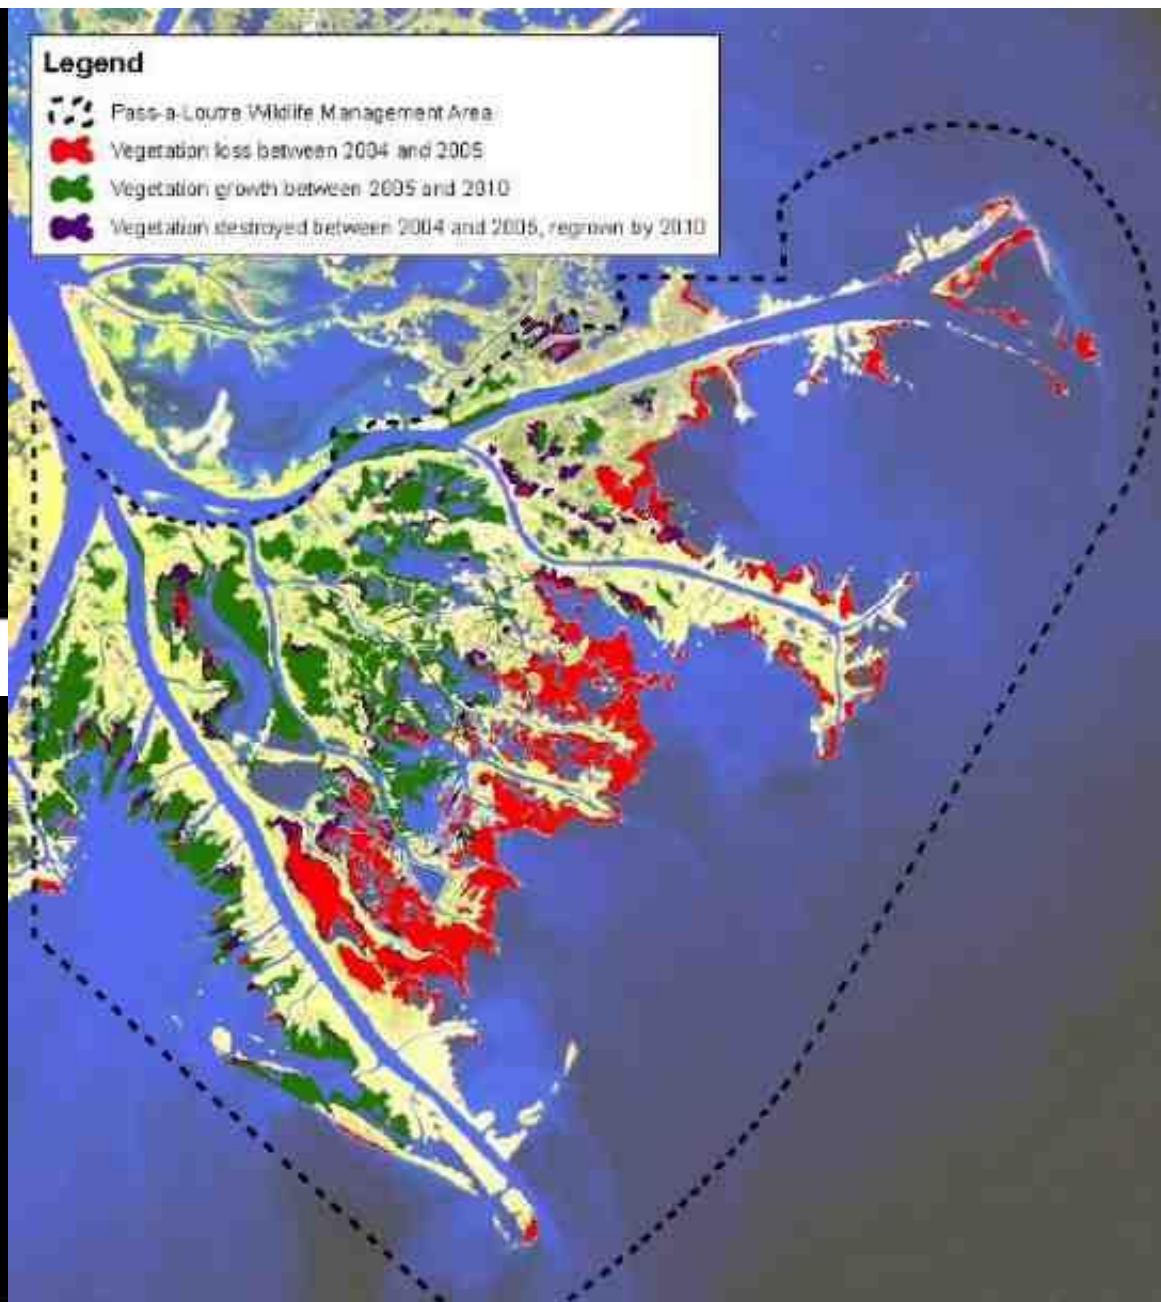 Legend
Pass-a-Loutre Wildlife Management Area
Vegetation loss between 2004 and 2005
Vegetation growth between 2005 and 2010
Vegetation destroyed between 2004 and 2005, regrown by 2010